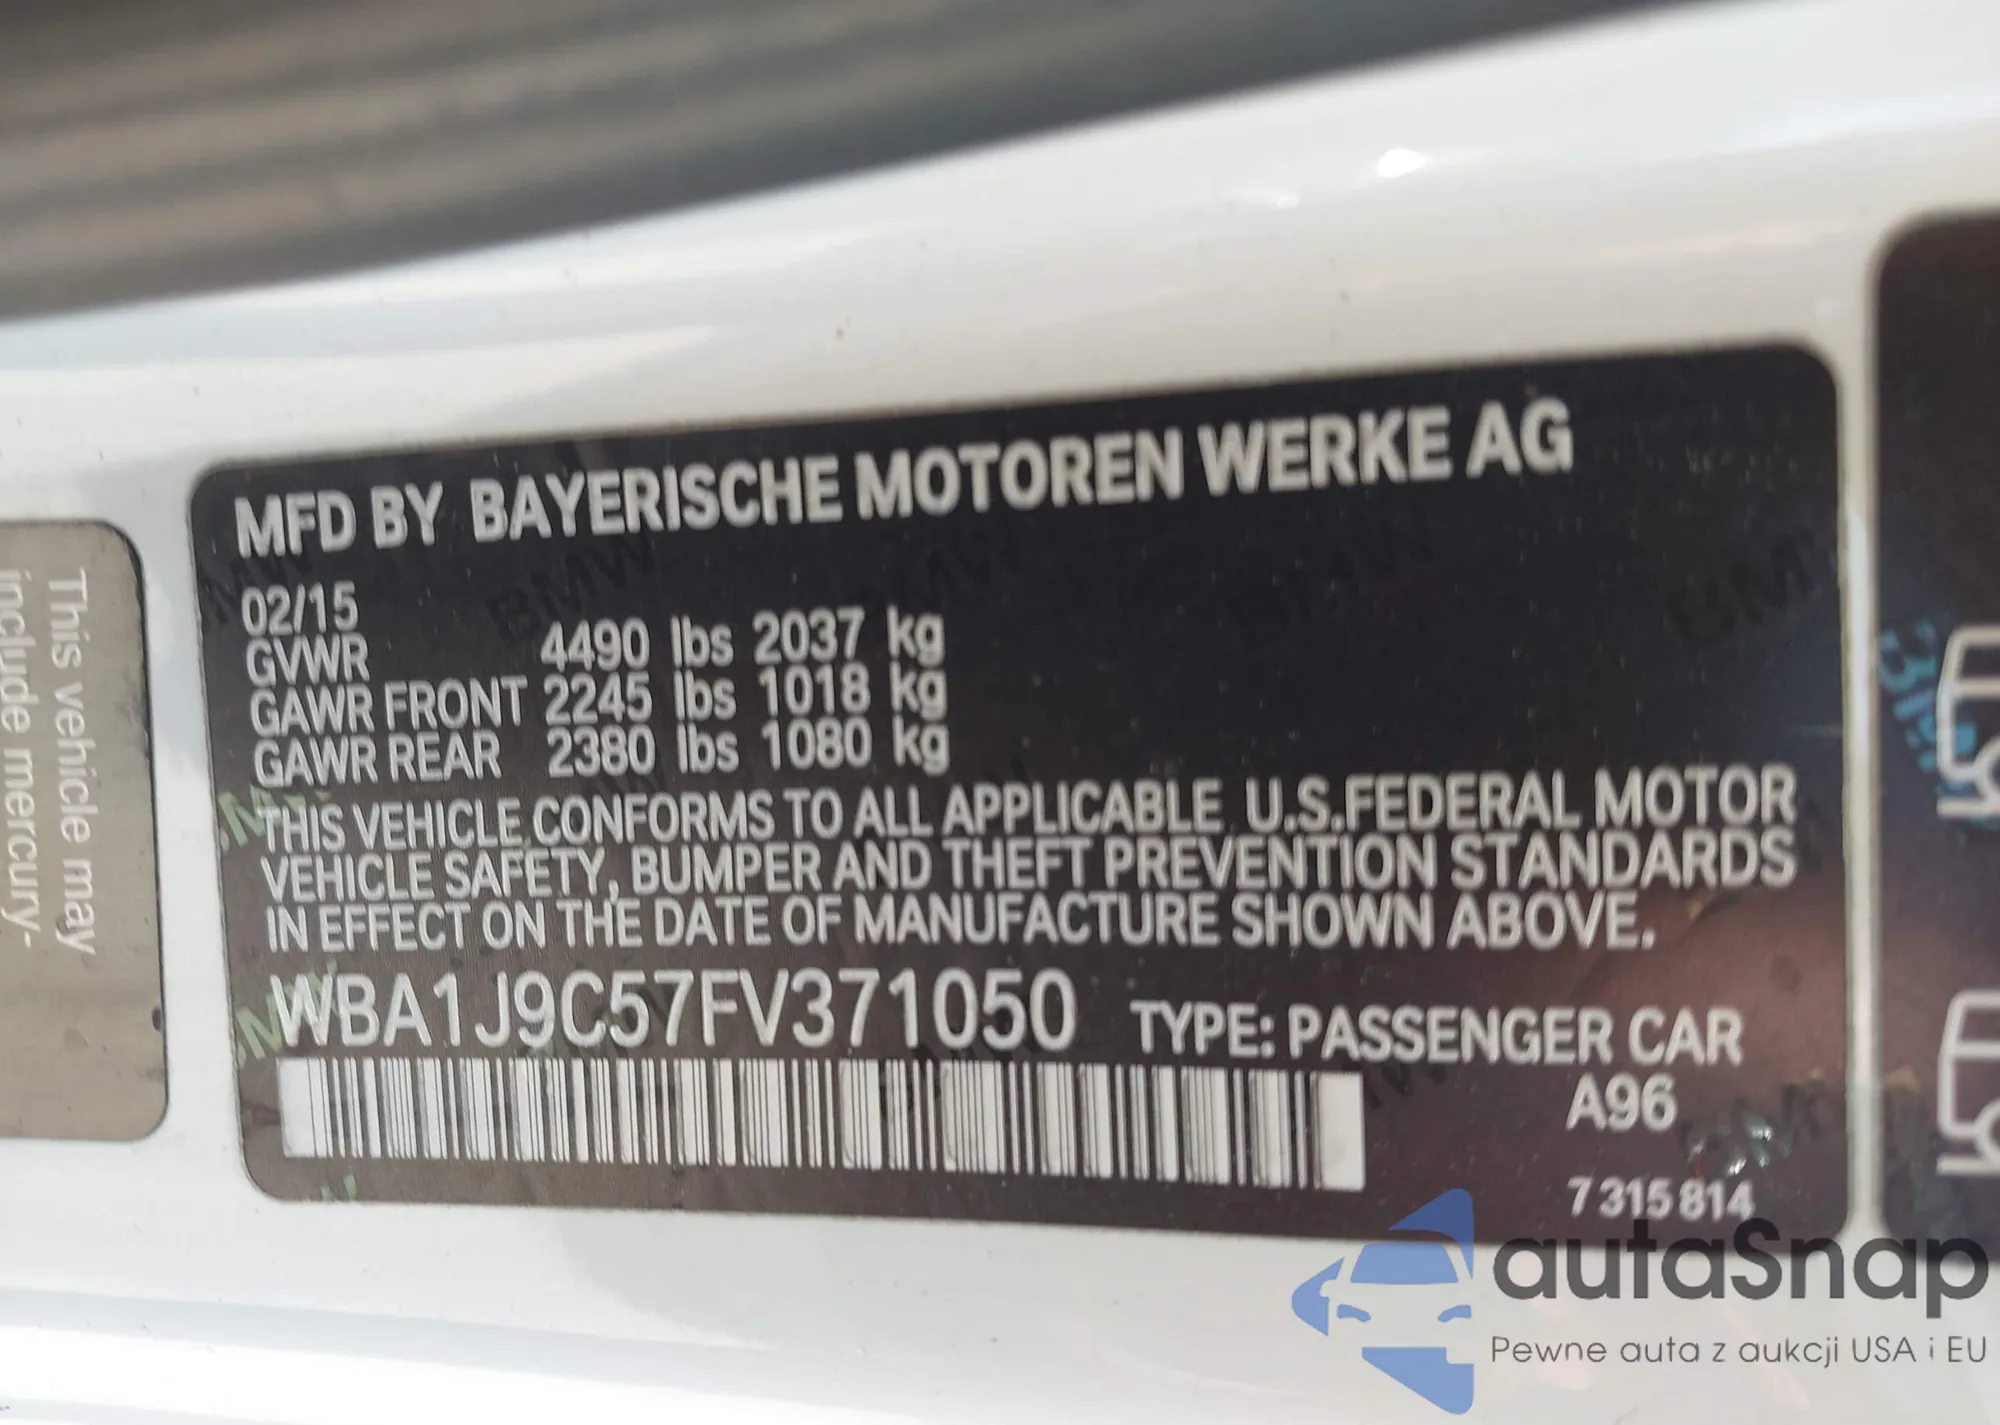 MFD BY BAYERISCHE MOTOREN WERKE AG
02/15
GVWR 4490 lbs 2037 kg
GAWR FRONT 2245 lbs 1018 kg
GAWR REAR 2380 lbs 1080 kg
THIS VEHICLE CONFORMS TO ALL APPLICABLE U.S.FEDERAL MOTOR
VEHICLE SAFETY, BUMPER AND THEFT PREVENTION STANDARDS
IN EFFECT ON THE DATE OF MANUFACTURE SHOWN ABOVE.
WBA1J9C57FV371050 TYPE: PASSENGER CAR
A96
7 315 814
This vehicle may
include mercury-
autaSnap
Pewne auta z aukcji USA i EU